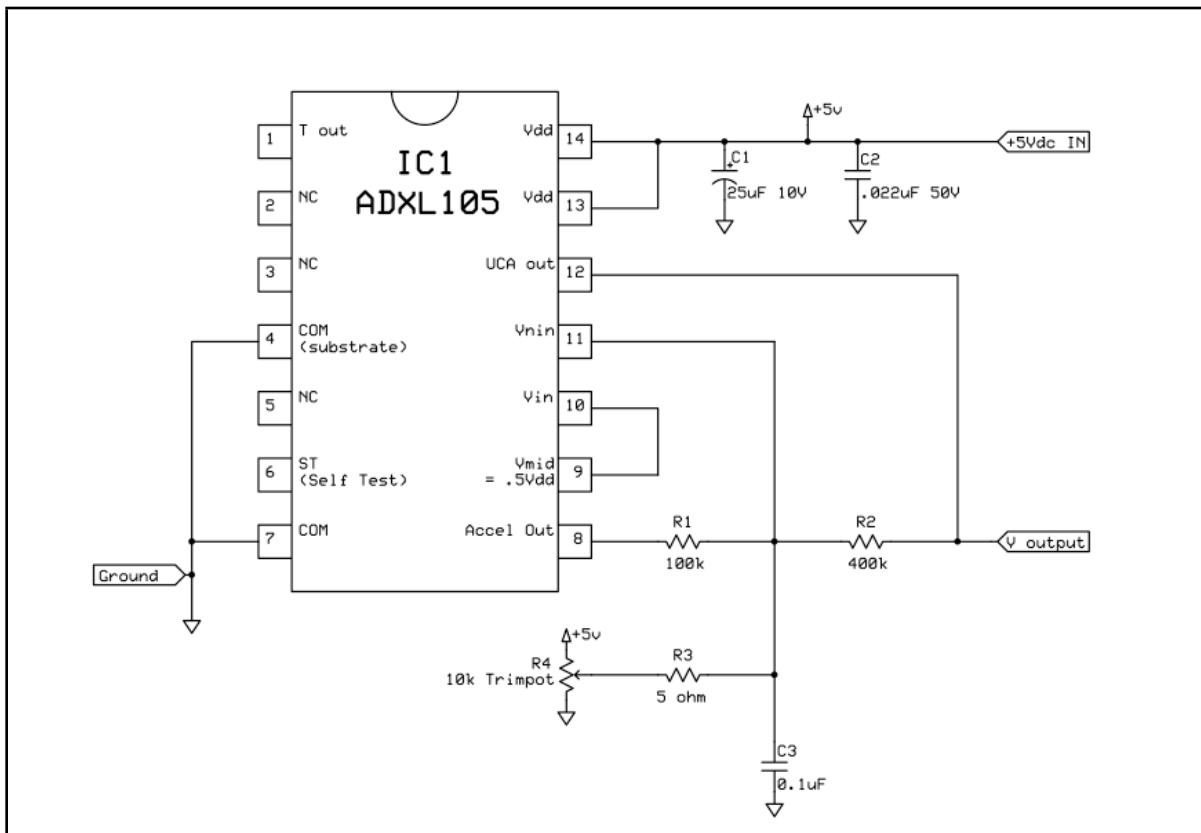 IC1
ADXL105
1
T out
2
NC
3
NC
4
COM
(substrate)
5
NC
6
ST
(Self Test)
7
COM
Vdd
14
Vdd
13
UCA out
12
Vnin
11
Vin
10
Vmid
= .5Vdd
9
Accel Out
8
+5v
+5Vdc IN
C1
+
25uF 10V
C2
.022uF 50V
R1
100k
R2
400k
V output
Ground
+5v
R4
10k Trimpot
R3
5 ohm
C3
0.1uF